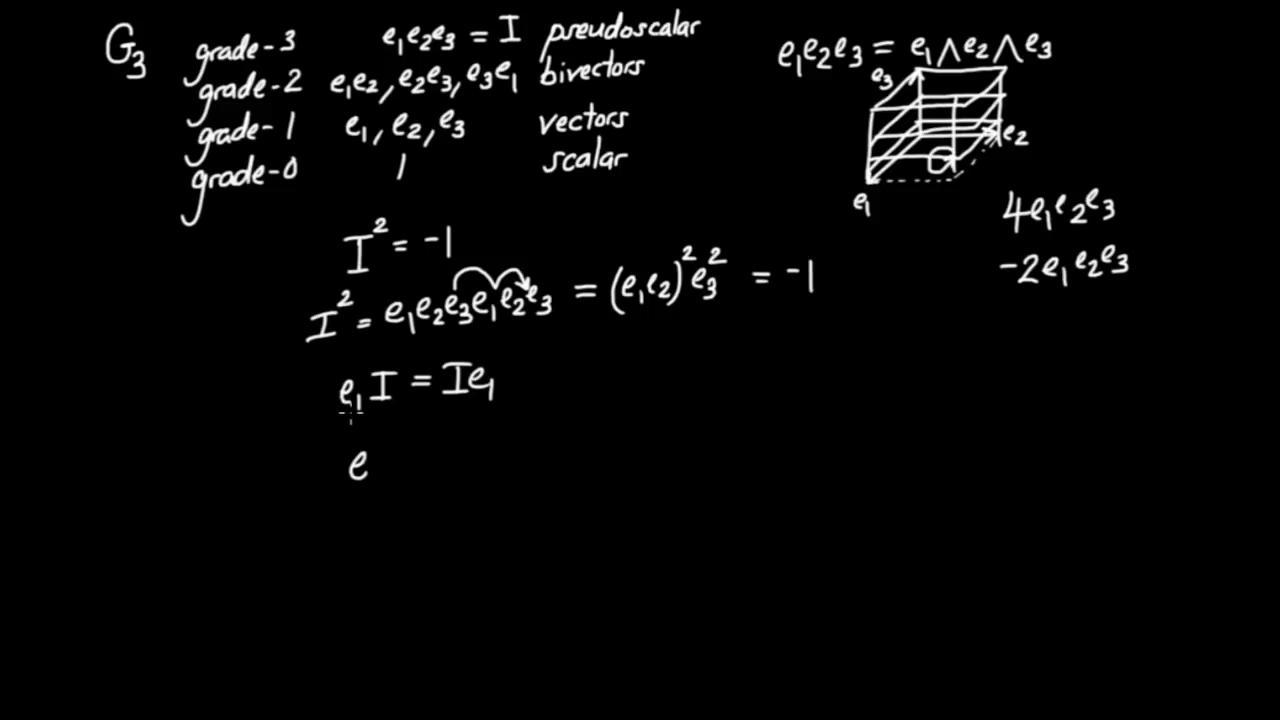 G₃ grade-3 e₁e₂e₃ = I pseudoscalar
grade-2 e₁e₂, e₂e₃, e₃e₁ bivectors
grade-1 e₁, e₂, e₃ vectors
grade-0 1 scalar
e₁e₂e₃ = e₁∧e₂∧e₃
e₃
e₂
e₁
4e₁e₂e₃
-2e₁e₂e₃
I² = -1
I² = e₁e₂e₃e₁e₂e₃ = (e₁e₂)²e₃² = -1
e₁I = Ie₁
e